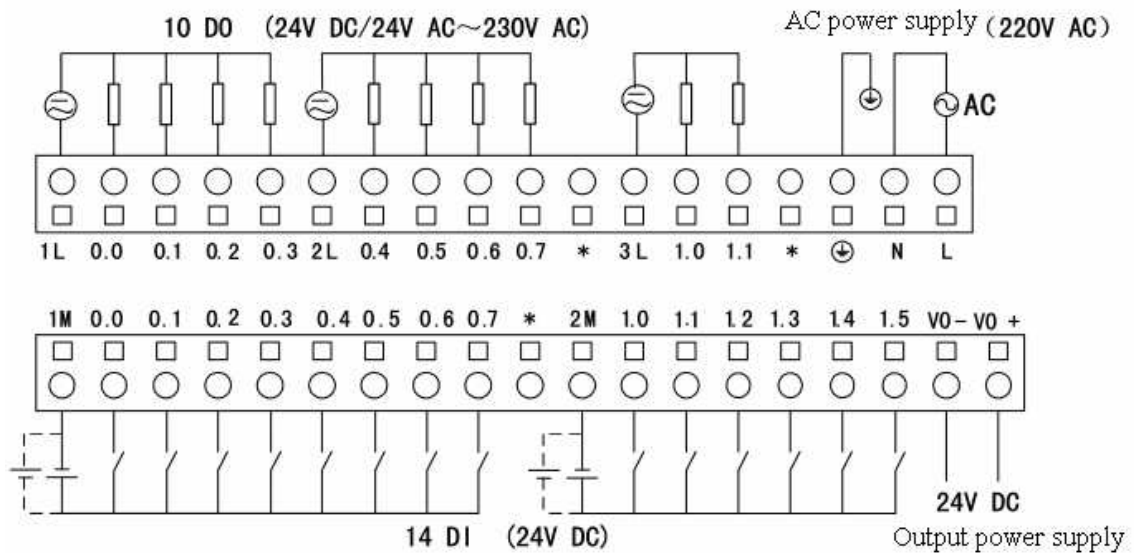 10 DO (24V DC/24V AC～230V AC) AC power supply (220V AC)
AC
1L 0.0 0.1 0.2 0.3 2L 0.4 0.5 0.6 0.7 * 3L 1.0 1.1 * N L
1M 0.0 0.1 0.2 0.3 0.4 0.5 0.6 0.7 * 2M 1.0 1.1 1.2 1.3 1.4 1.5 VO- VO +
24V DC
14 DI (24V DC) Output power supply